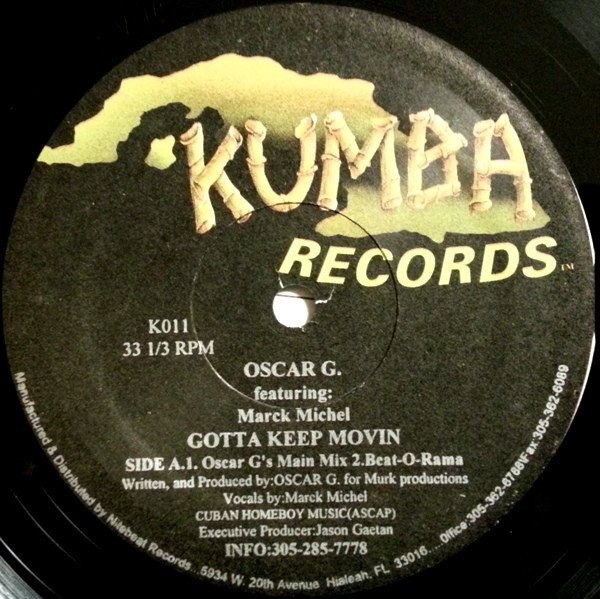 KUMBA
RECORDS™
K011
33 1/3 RPM
OSCAR G.
featuring:
Marck Michel
GOTTA KEEP MOVIN
SIDE A.1. Oscar G's Main Mix 2.Beat-O-Rama
Written, and Produced by:OSCAR G. for Murk productions
Vocals by:Marck Michel
CUBAN HOMEBOY MUSIC(ASCAP)
Executive Producer:Jason Gaetan
INFO:305-285-7778
Manufactured & Distributed by Nitebeat Records...5934 W. 20th Avenue Hialeah, FL. 33016....Office:305-362-6788\Fax:305-362-6089